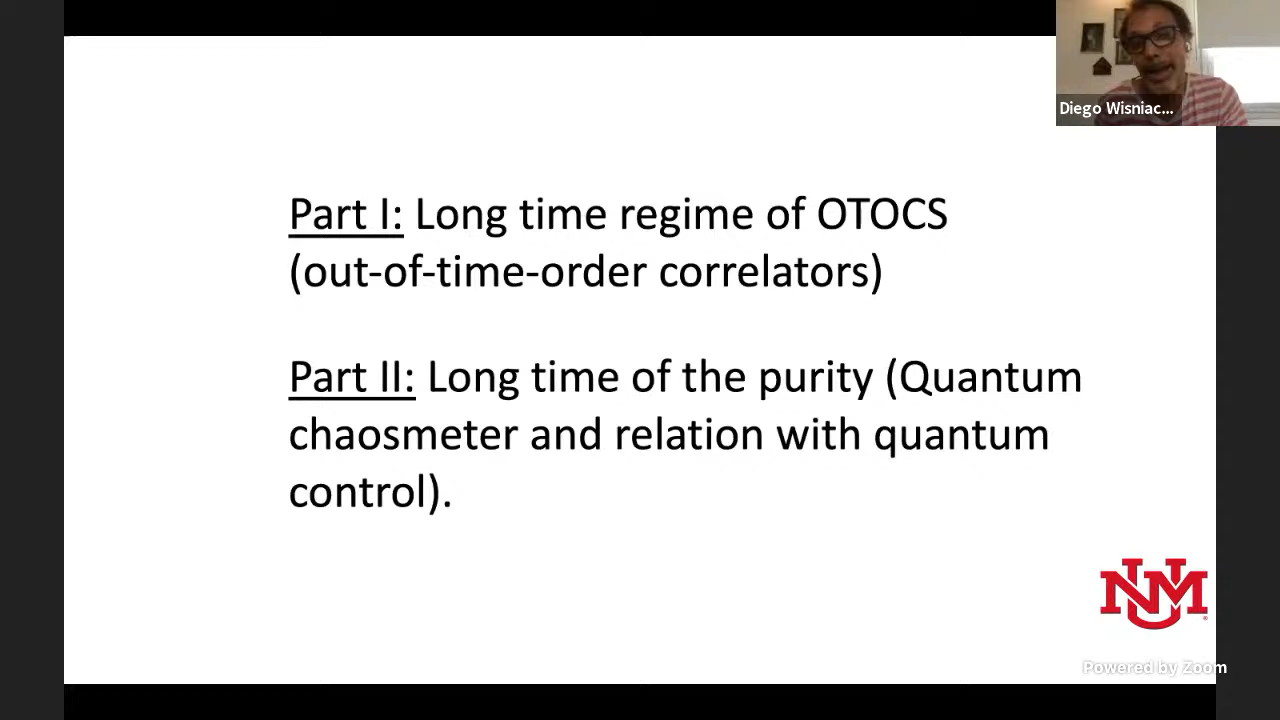 Diego Wisniac...
Part I: Long time regime of OTOCS
(out-of-time-order correlators)
Part II: Long time of the purity (Quantum
chaosmeter and relation with quantum
control).
UNM
Powered by Zoom